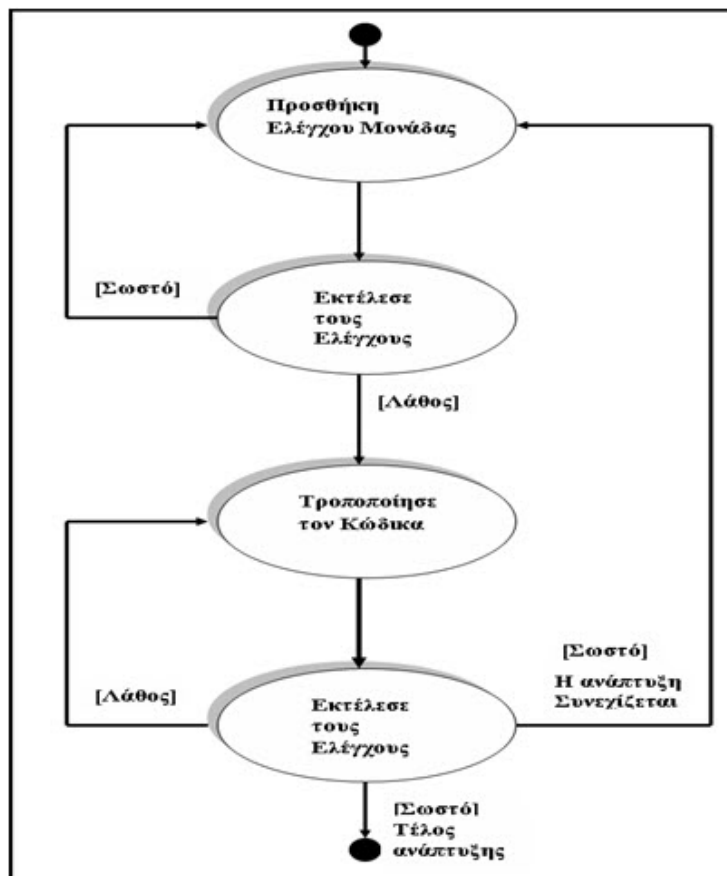 Προσθήκη
Ελέγχου Μονάδας
[Σωστό]
Εκτέλεσε
τους
Ελέγχους
[Λάθος]
Τροποποίησε
τον Κώδικα
[Σωστό]
Η ανάπτυξη
Συνεχίζεται
[Λάθος]
Εκτέλεσε
τους
Ελέγχους
[Σωστό]
Τέλος
ανάπτυξης